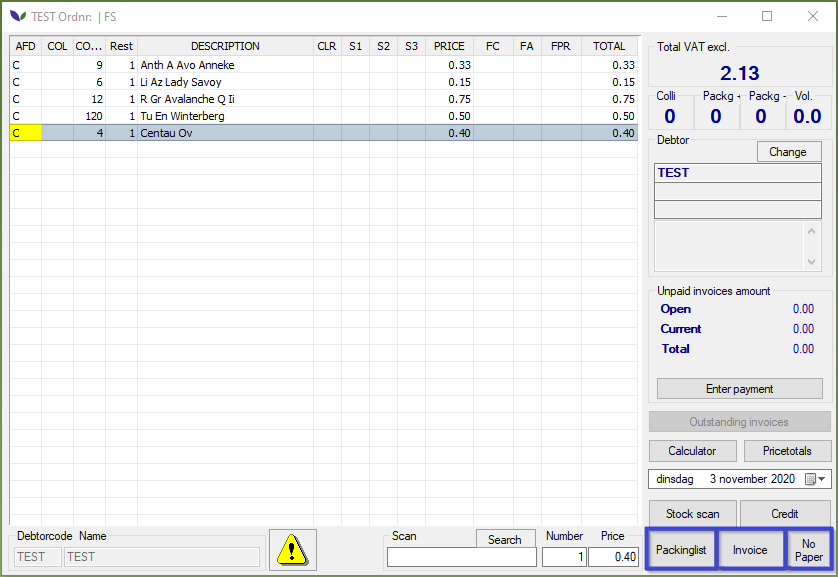 TEST Ordnr: | FS
AFD COL CO... Rest DESCRIPTION CLR S1 S2 S3 PRICE FC FA FPR TOTAL
C 9 1 Anth A Avo Anneke 0.33 0.33
C 6 1 Li Az Lady Savoy 0.15 0.15
C 12 1 R Gr Avalanche Q Ii 0.75 0.75
C 120 1 Tu En Winterberg 0.50 0.50
C 4 1 Centau Ov 0.40 0.40
Total VAT excl.
2.13
Colli Packg + Packg - Vol.
0 0 0 0.0
Debtor
Change
TEST
Unpaid invoices amount
Open 0.00
Current 0.00
Total 0.00
Enter payment
Outstanding invoices
Calculator Pricetotals
dinsdag 3 november 2020
Stock scan Credit
Packinglist Invoice No
Paper
Debtorcode Name
TEST TEST
Scan Search Number Price
1 0.40